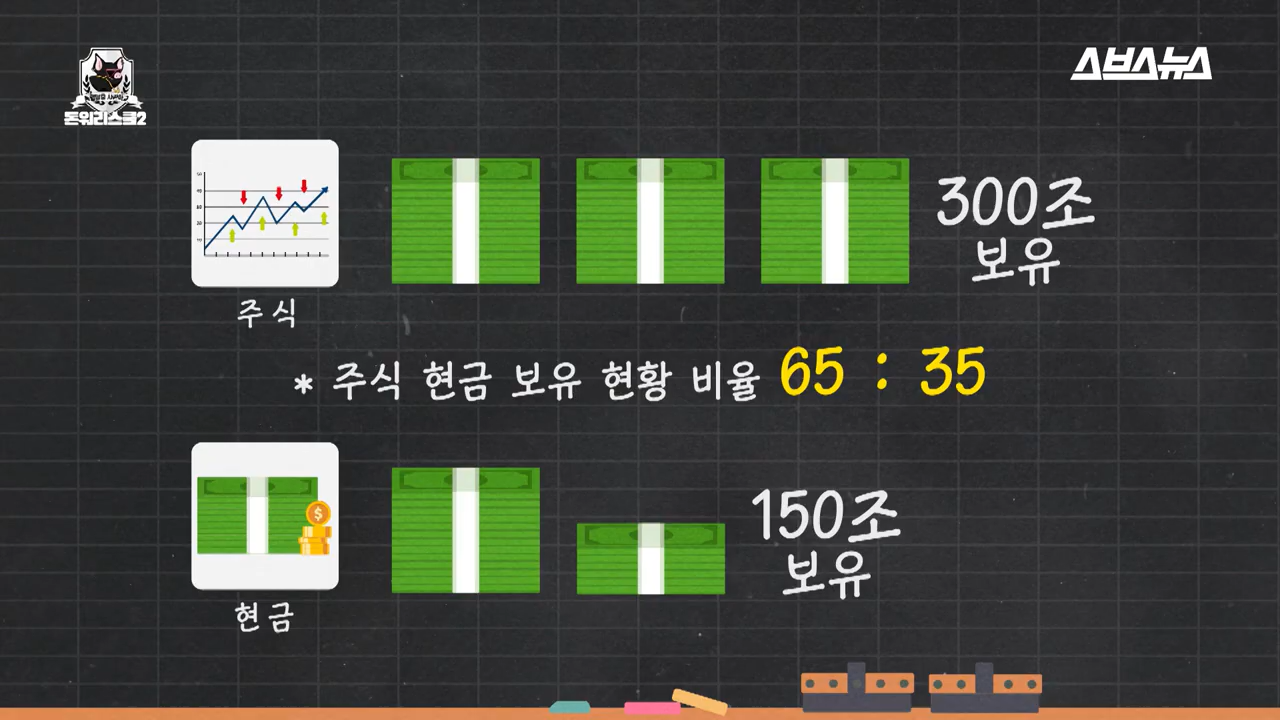 스브스뉴스
돈워리스쿨2
300조
보유
주식
* 주식 현금 보유 현황 비율 65 : 35
150조
보유
현금